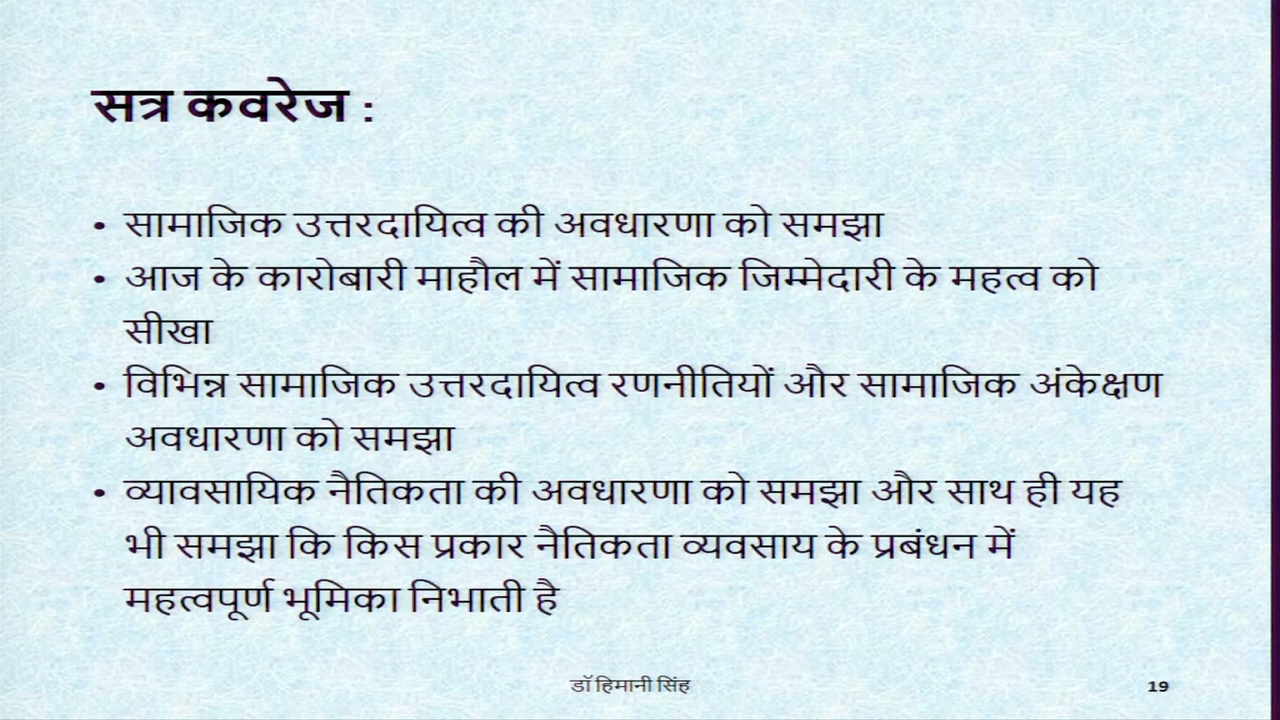 सत्र कवरेज :
• सामाजिक उत्तरदायित्व की अवधारणा को समझा
• आज के कारोबारी माहौल में सामाजिक जिम्मेदारी के महत्व को
सीखा
• विभिन्न सामाजिक उत्तरदायित्व रणनीतियों और सामाजिक अंकेक्षण
अवधारणा को समझा
• व्यावसायिक नैतिकता की अवधारणा को समझा और साथ ही यह
भी समझा कि किस प्रकार नैतिकता व्यवसाय के प्रबंधन में
महत्वपूर्ण भूमिका निभाती है
डॉ हिमानी सिंह 19